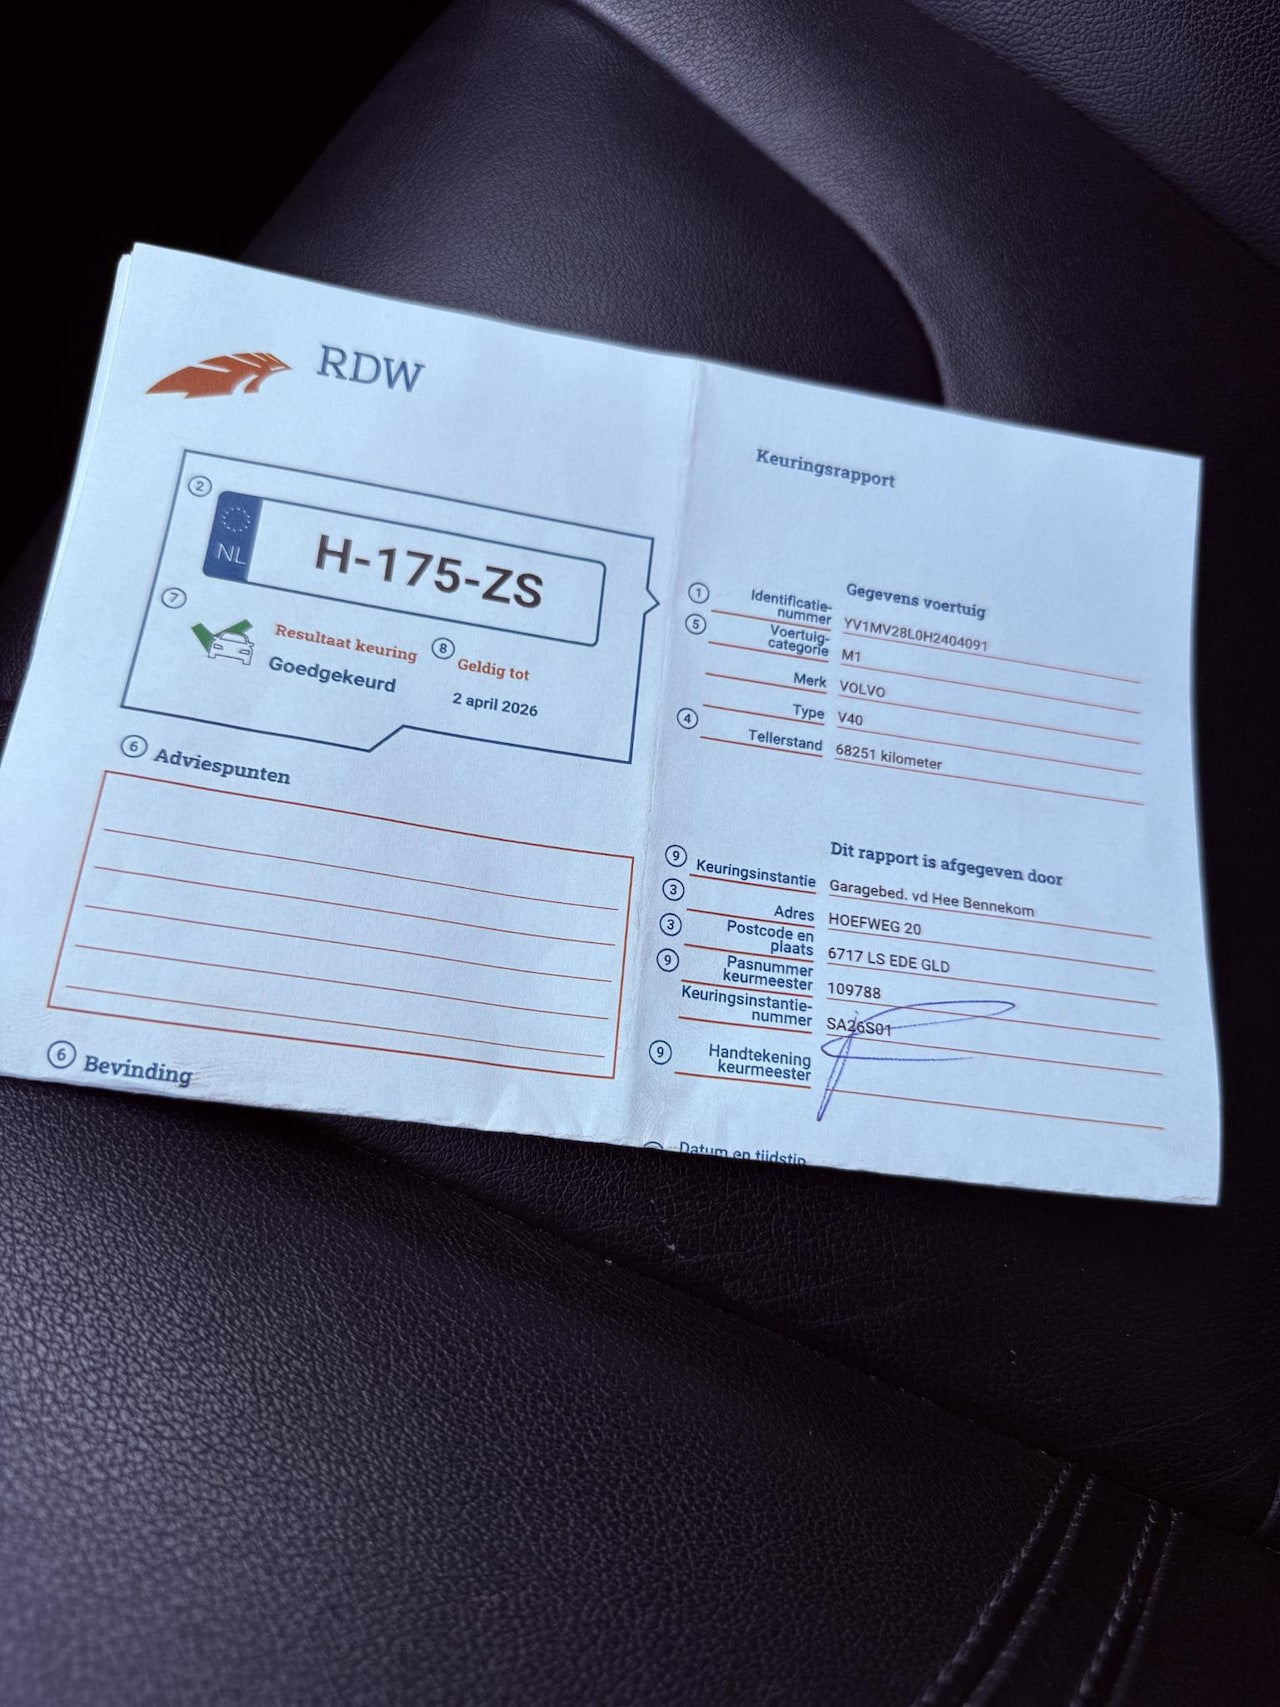 RDW
Keuringsrapport
2
NL
H-175-ZS
7
Resultaat keuring
Goedgekeurd
8
Geldig tot
2 april 2026
6 Adviespunten
6 Bevinding
Gegevens voertuig
1 Identificatie-
nummer YV1MV28L0H2404091
5 Voertuig-
categorie M1
Merk VOLVO
Type V40
4 Tellerstand 68251 kilometer
Dit rapport is afgegeven door
9 Keuringsinstantie Garagebed. vd Hee Bennekom
3 Adres HOEFWEG 20
3 Postcode en
plaats 6717 LS EDE GLD
9 Pasnummer
keurmeester 109788
Keuringsinstantie-
nummer SA26S01
9 Handtekening
keurmeester
Datum en tijdstip